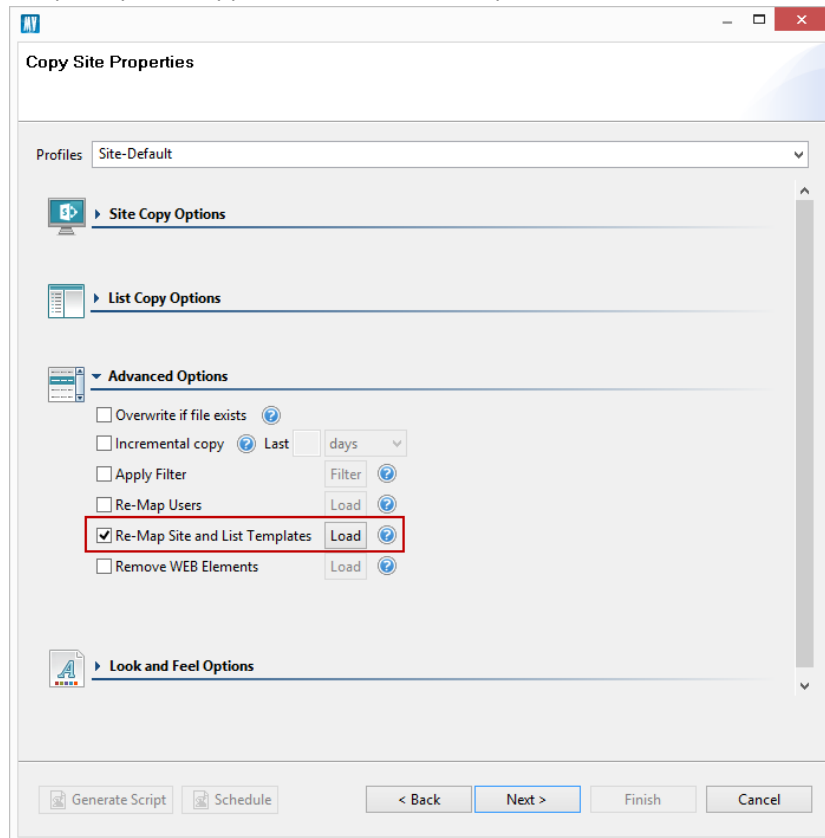 MV
Copy Site Properties
Profiles Site-Default
Site Copy Options
List Copy Options
Advanced Options
Overwrite if file exists ?
Incremental copy ? Last days
Apply Filter Filter ?
Re-Map Users Load ?
Re-Map Site and List Templates Load ?
Remove WEB Elements Load ?
Look and Feel Options
Generate Script Schedule < Back Next > Finish Cancel